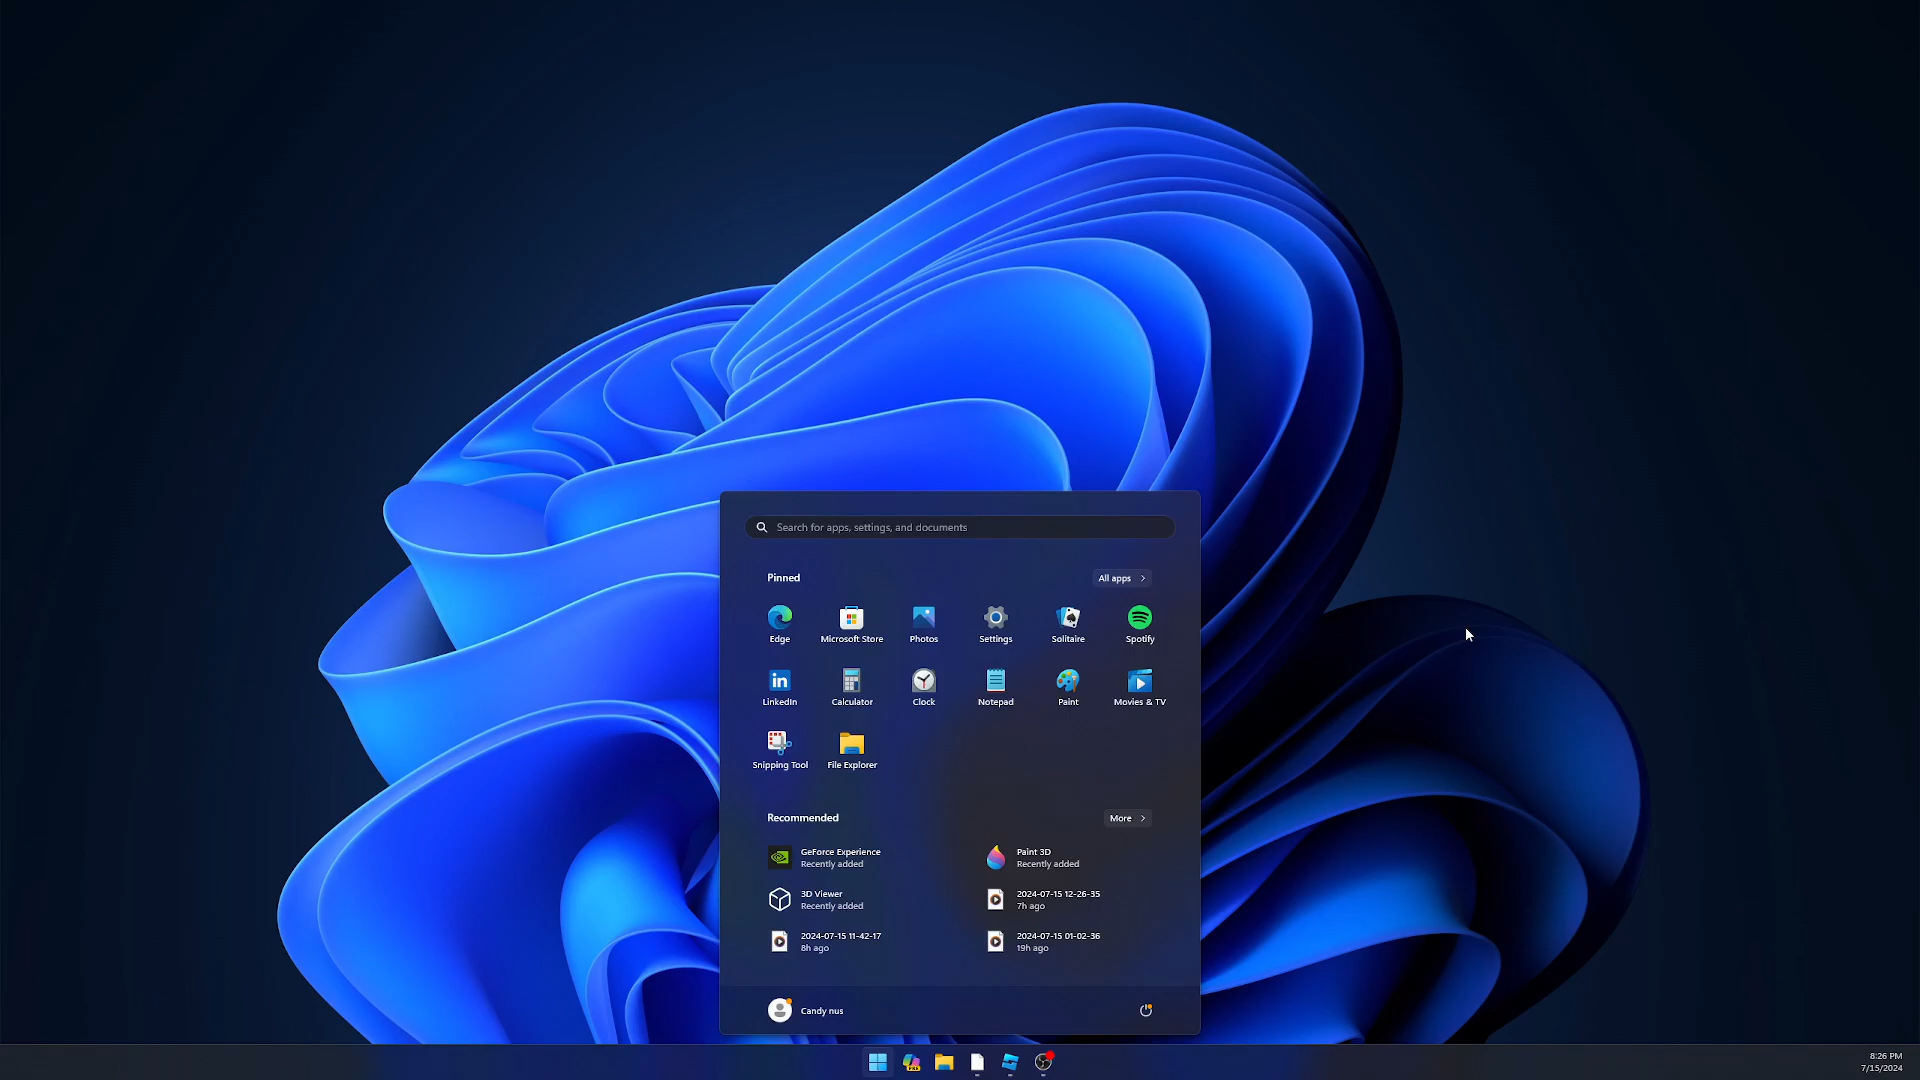 Search for apps, settings, and documents
Pinned
All apps
Edge
Microsoft Store
Photos
Settings
Solitaire
Spotify
LinkedIn
Calculator
Clock
Notepad
Paint
Movies & TV
Snipping Tool
File Explorer
Recommended
More
GeForce Experience
Recently added
Paint 3D
Recently added
3D Viewer
Recently added
2024-07-15 12-26-35
7h ago
2024-07-15 11-42-17
8h ago
2024-07-15 01-02-36
19h ago
Candy nus
8:26 PM
7/15/2024